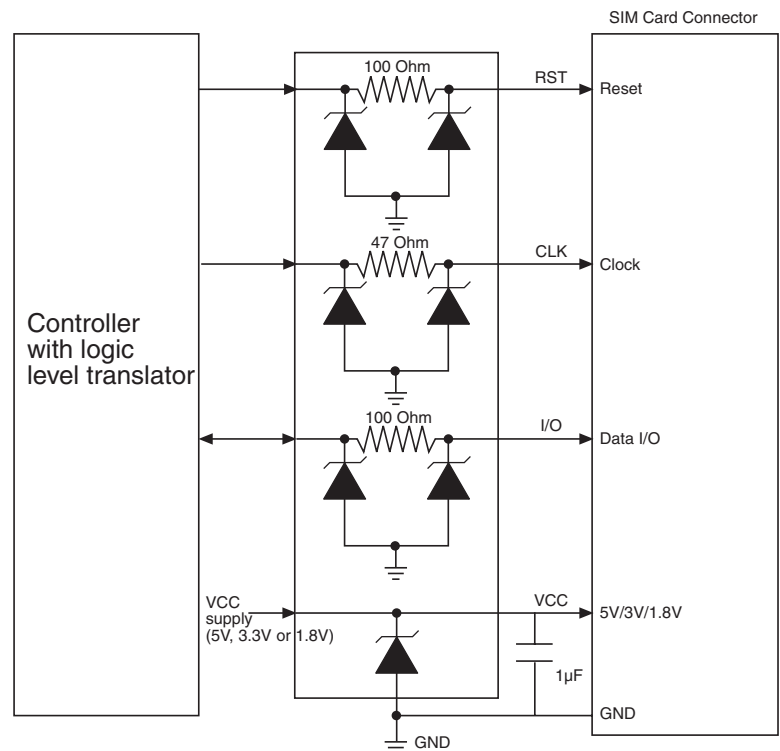 SIM Card Connector
100 Ohm
RST
Reset
47 Ohm
CLK
Clock
Controller
with logic
level translator
100 Ohm
I/O
Data I/O
VCC
supply
(5V, 3.3V or 1.8V)
VCC
5V/3V/1.8V
1µF
GND
GND